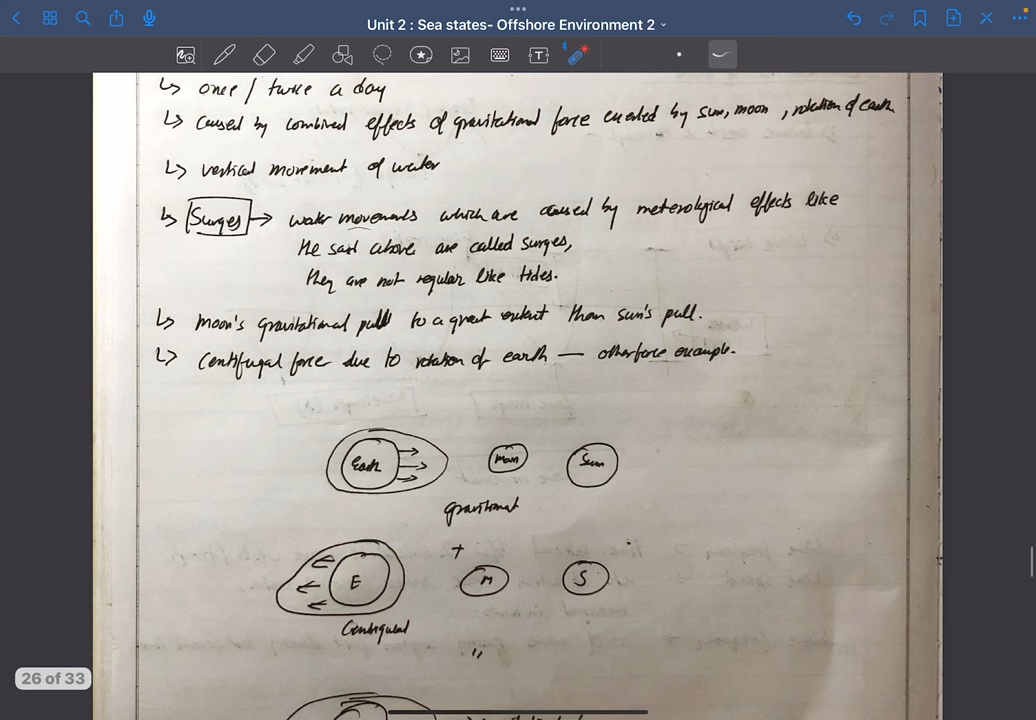 Unit 2 : Sea states- Offshore Environment 2
↳ once / twice a day
↳ caused by combined effects of gravitational force exerted by sun, moon , rotation of earth
↳ vertical movement of water
↳ Surges → water movements which are caused by meterological effects like
the said above are called surges,
they are not regular like tides.
↳ Moon's gravitational pull to a great extent than sun's pull.
↳ Centifugal force due to rotation of earth — other force example.
Earth Moon Sun
gravitional
+
E M S
Centrifugal
"
26 of 33